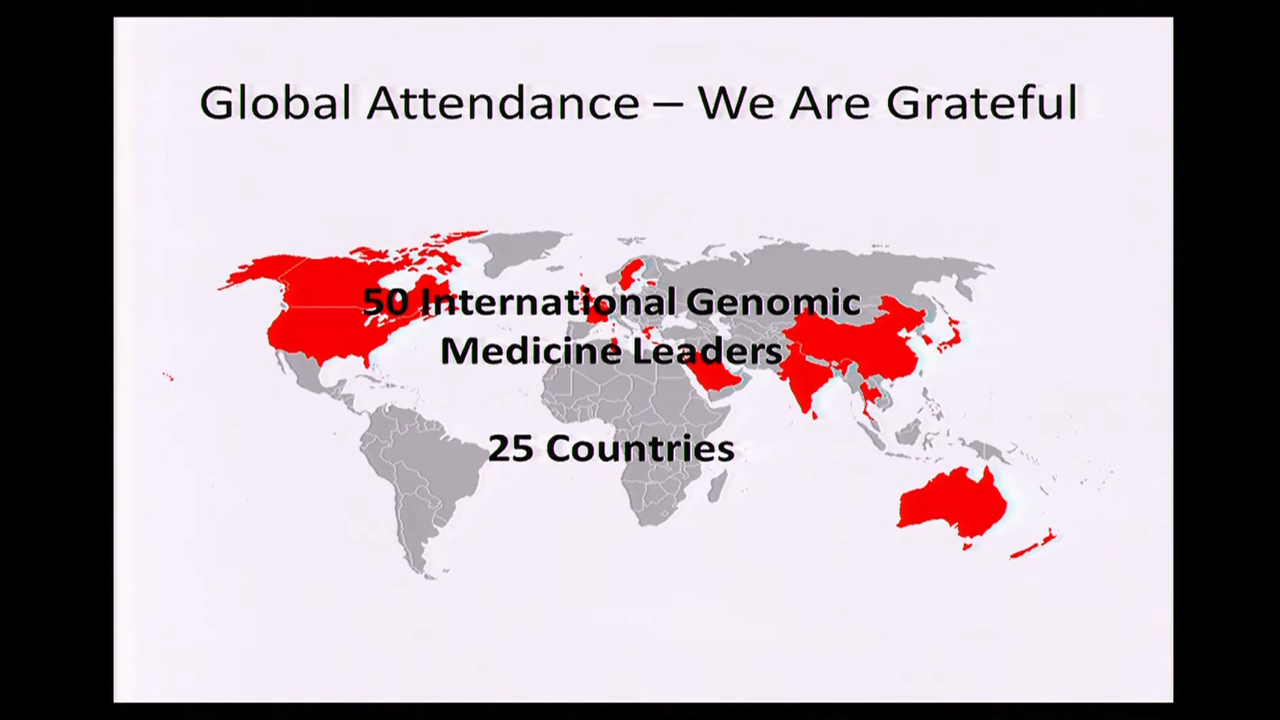 Global Attendance – We Are Grateful
50 International Genomic
Medicine Leaders
25 Countries